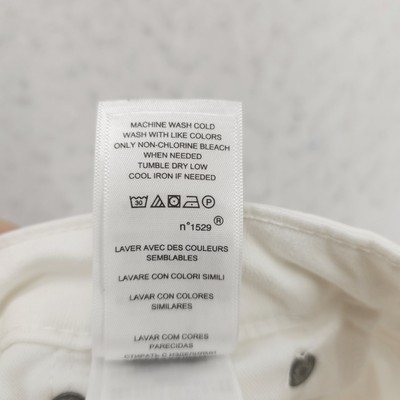 MACHINE WASH COLD
WASH WITH LIKE COLORS
ONLY NON-CHLORINE BLEACH
WHEN NEEDED
TUMBLE DRY LOW
COOL IRON IF NEEDED
30 P
n°1529®
LAVER AVEC DES COULEURS
SEMBLABLES
LAVARE CON COLORI SIMILI
LAVAR CON COLORES
SIMILARES
LAVAR COM CORES
PARECIDAS